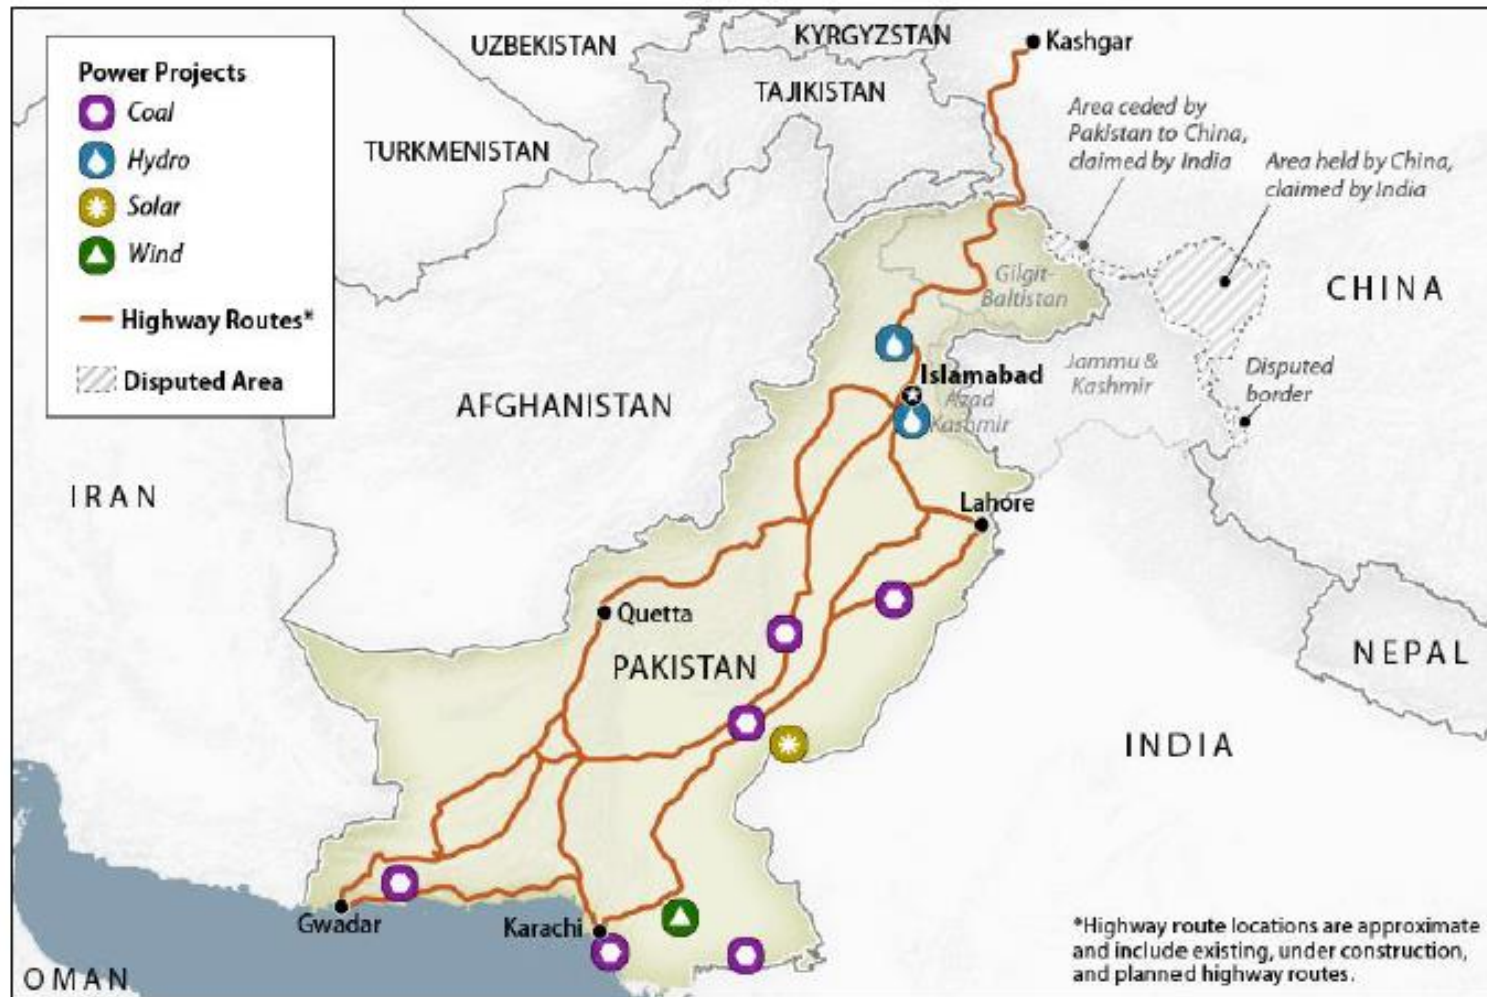 Power Projects
Coal
Hydro
Solar
Wind
Highway Routes*
Disputed Area
UZBEKISTAN
KYRGYZSTAN
Kashgar
TAJIKISTAN
TURKMENISTAN
Area ceded by
Pakistan to China,
claimed by India
Area held by China,
claimed by India
Gilgit-
Baltistan
CHINA
Islamabad
Jammu &
Kashmir
Disputed
border
Azad
Kashmir
AFGHANISTAN
IRAN
Lahore
Quetta
PAKISTAN
NEPAL
INDIA
Gwadar
Karachi
OMAN
*Highway route locations are approximate
and include existing, under construction,
and planned highway routes.